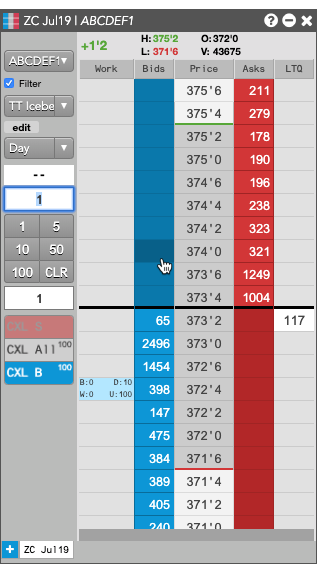 ZC Jul19 | ABCDEF1
+1'2 H: 375'2 O: 372'0
L: 371'6 V: 43675
ABCDEF1
Filter
TT Icebe
edit
Day
--
1
1 5
10 50
100 CLR
1
CXL S
CXL All 100
CXL B 100
Work Bids Price Asks LTQ
375'6 211
375'4 279
375'2 178
375'0 190
374'6 196
374'4 238
374'2 323
374'0 321
373'6 1249
373'4 1004
65 373'2 117
2496 373'0
1454 372'6
B:0 D:10
W:0 U:100
398 372'4
147 372'2
475 372'0
384 371'6
389 371'4
405 371'2
240 371'0
+ ZC Jul19